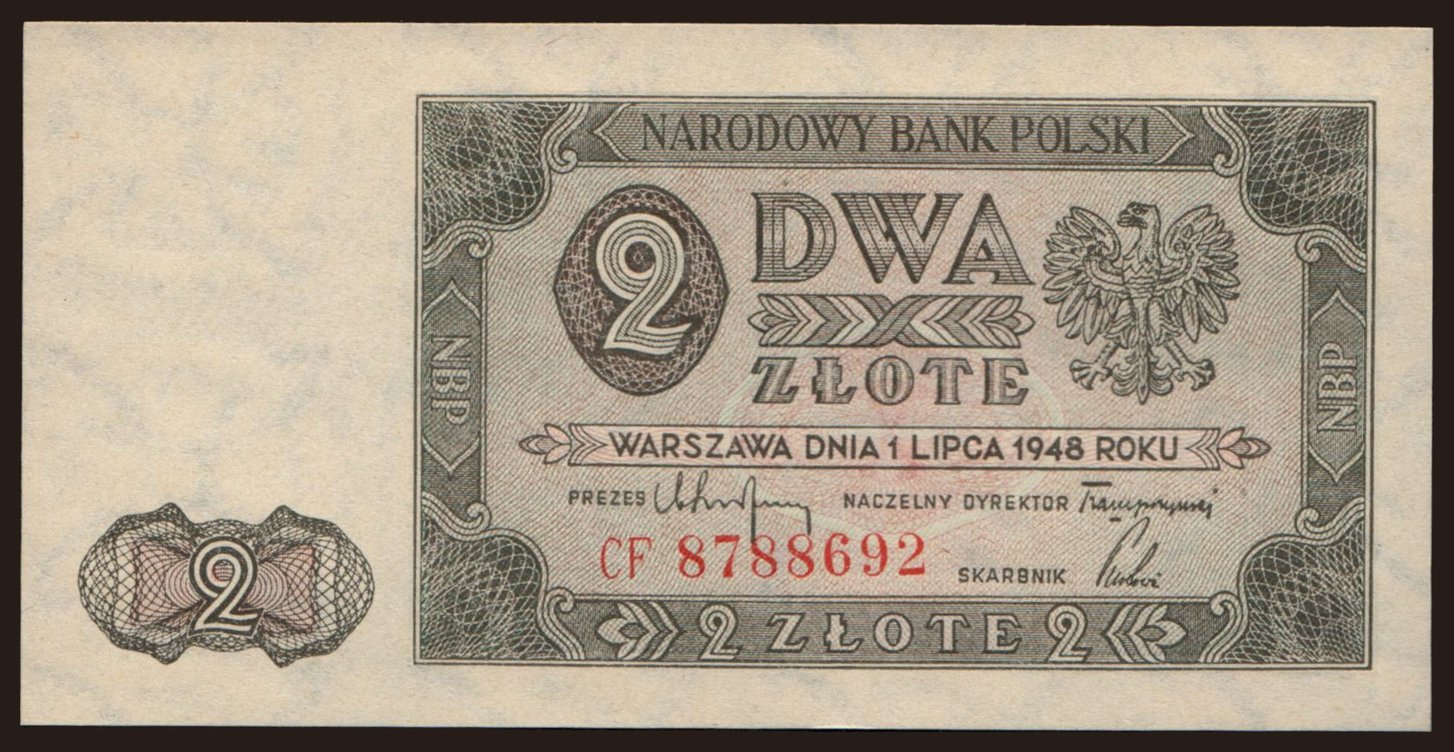 NARODOWY BANK POLSKI
2
DWA
ZŁOTE
NBP
NBP
WARSZAWA DNIA 1 LIPCA 1948 ROKU
PREZES
NACZELNY DYREKTOR
CF 8788692
SKARBNIK
2 ZŁOTE 2
2